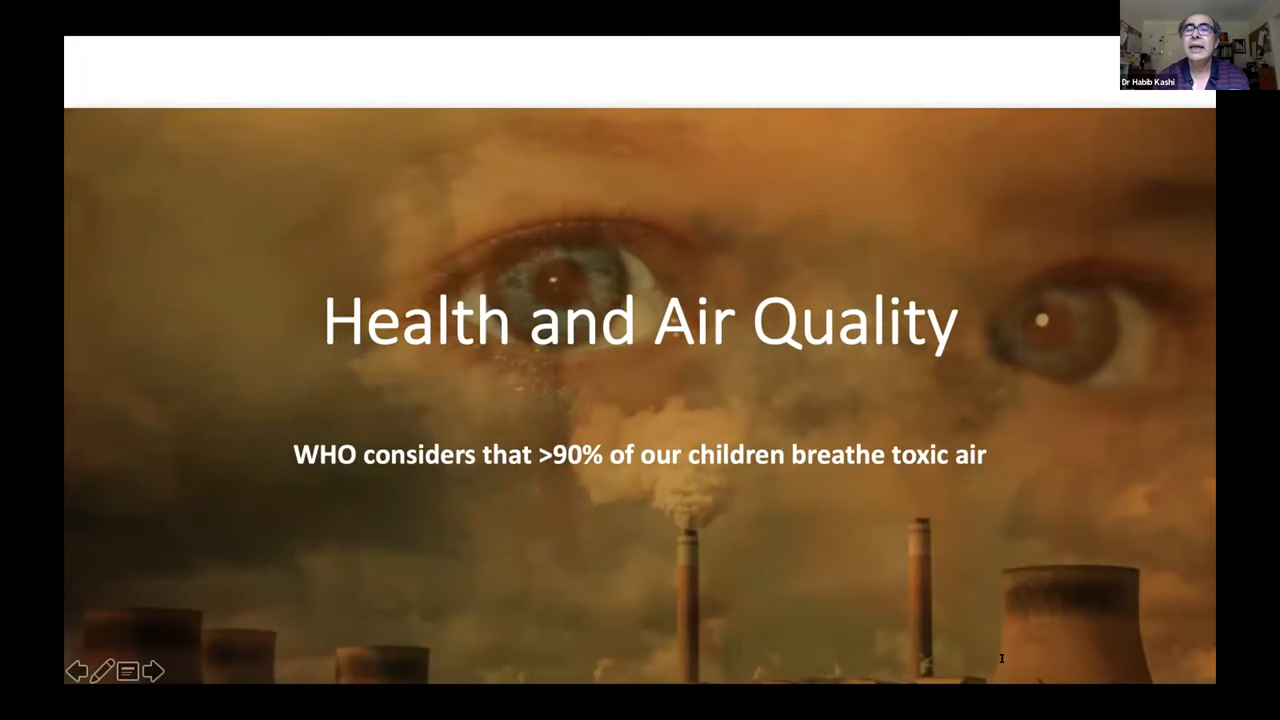 Dr Habib Kashi
Health and Air Quality
WHO considers that >90% of our children breathe toxic air